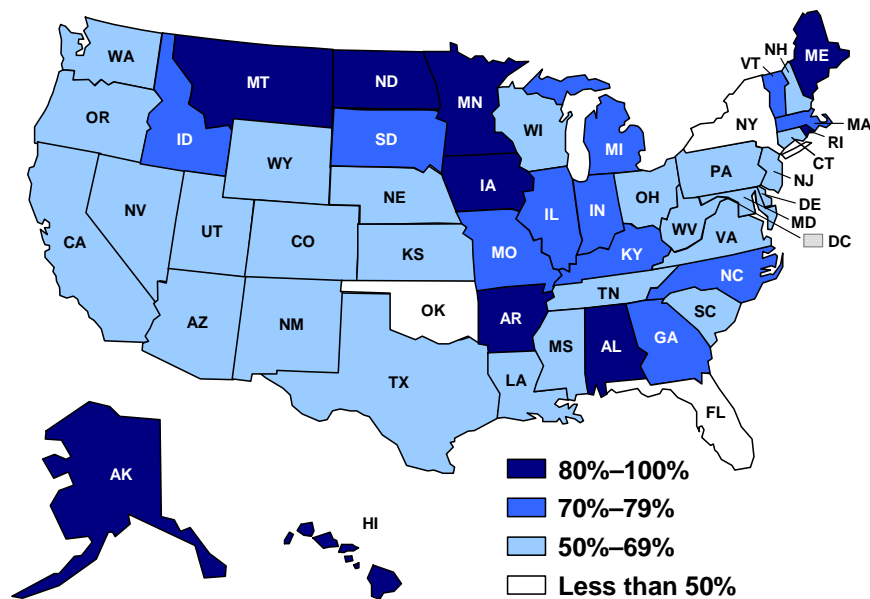 WA
NH
ME
VT
MT
ND
MN
OR
NY
MA
ID
SD
WI
RI
MI
CT
WY
PA
NJ
IA
NE
OH
DE
NV
IL
IN
MD
UT
WV
CA
CO
VA
DC
KS
MO
KY
NC
TN
OK
AZ
NM
AR
SC
MS
AL
GA
TX
LA
FL
AK
HI
80%–100%
70%–79%
50%–69%
Less than 50%